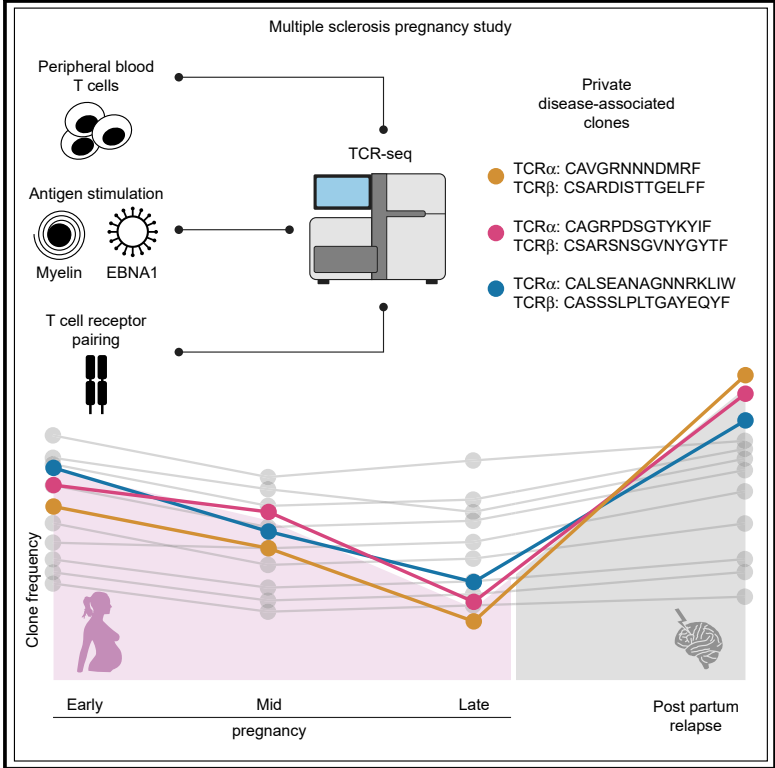 Multiple sclerosis pregnancy study
Peripheral blood
T cells
Antigen stimulation
Myelin
EBNA1
T cell receptor
pairing
TCR-seq
Private
disease-associated
clones
TCRα: CAVGRNNNDMRF
TCRβ: CSARDISTTGELFF
TCRα: CAGRPDSGTYKYIF
TCRβ: CSARSNSGVNYGYTF
TCRα: CALSEANAGNNRKLIW
TCRβ: CASSSLPLTGAYEQYF
Clone frequency
Early
Mid
Late
pregnancy
Post partum
relapse